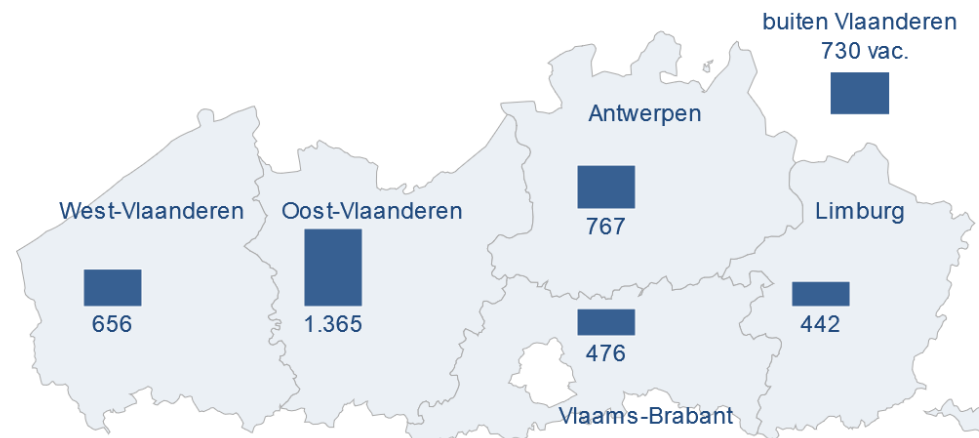 buiten Vlaanderen
730 vac.
Antwerpen
767
West-Vlaanderen
656
Oost-Vlaanderen
1.365
Limburg
442
476
Vlaams-Brabant